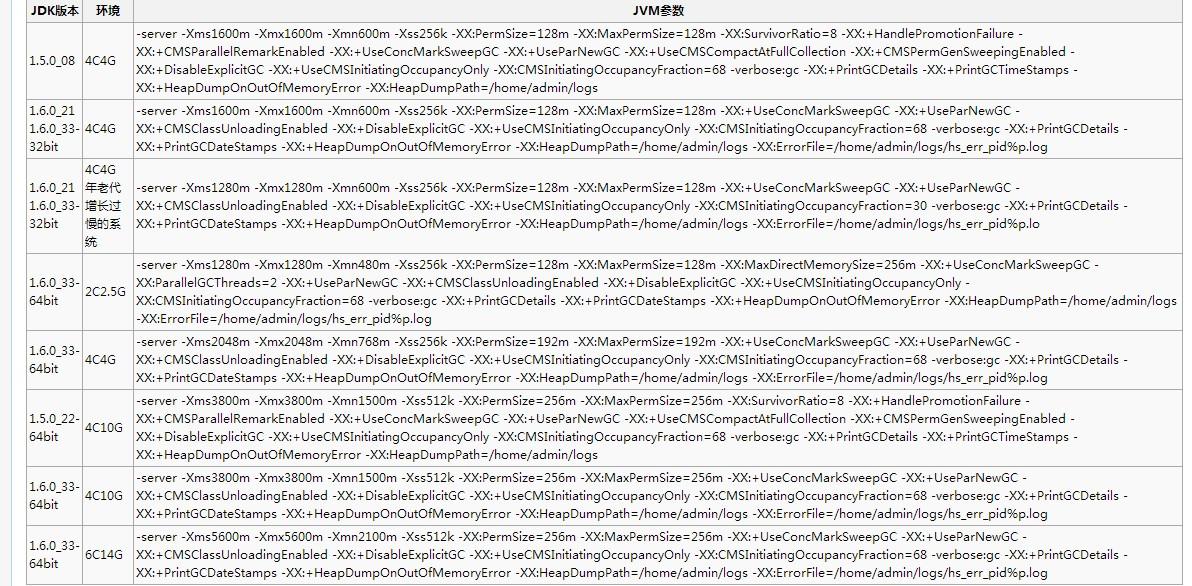 JDK版本 环境 JVM参数
1.5.0_08 4C4G
-server -Xms1600m -Xmx1600m -Xmn600m -Xss256k -XX:PermSize=128m -XX:MaxPermSize=128m -XX:SurvivorRatio=8 -XX:+HandlePromotionFailure -
XX:+CMSParallelRemarkEnabled -XX:+UseConcMarkSweepGC -XX:+UseParNewGC -XX:+UseCMSCompactAtFullCollection -XX:+CMSPermGenSweepingEnabled -
XX:+DisableExplicitGC -XX:+UseCMSInitiatingOccupancyOnly -XX:CMSInitiatingOccupancyFraction=68 -verbose:gc -XX:+PrintGCDetails -XX:+PrintGCTimeStamps -
XX:+HeapDumpOnOutOfMemoryError -XX:HeapDumpPath=/home/admin/logs
1.6.0_21
1.6.0_33-
32bit
4C4G
-server -Xms1600m -Xmx1600m -Xmn600m -Xss256k -XX:PermSize=128m -XX:MaxPermSize=128m -XX:+UseConcMarkSweepGC -XX:+UseParNewGC -
XX:+CMSClassUnloadingEnabled -XX:+DisableExplicitGC -XX:+UseCMSInitiatingOccupancyOnly -XX:CMSInitiatingOccupancyFraction=68 -verbose:gc -XX:+PrintGCDetails -
XX:+PrintGCDateStamps -XX:+HeapDumpOnOutOfMemoryError -XX:HeapDumpPath=/home/admin/logs -XX:ErrorFile=/home/admin/logs/hs_err_pid%p.log
1.6.0_21
1.6.0_33-
32bit
4C4G
年老代
增长过
慢的系
统
-server -Xms1280m -Xmx1280m -Xmn600m -Xss256k -XX:PermSize=128m -XX:MaxPermSize=128m -XX:+UseConcMarkSweepGC -XX:+UseParNewGC -
XX:+CMSClassUnloadingEnabled -XX:+DisableExplicitGC -XX:+UseCMSInitiatingOccupancyOnly -XX:CMSInitiatingOccupancyFraction=30 -verbose:gc -XX:+PrintGCDetails -
XX:+PrintGCDateStamps -XX:+HeapDumpOnOutOfMemoryError -XX:HeapDumpPath=/home/admin/logs -XX:ErrorFile=/home/admin/logs/hs_err_pid%p.lo
1.6.0_33-
64bit
2C2.5G
-server -Xms1280m -Xmx1280m -Xmn480m -Xss256k -XX:PermSize=128m -XX:MaxPermSize=128m -XX:MaxDirectMemorySize=256m -XX:+UseConcMarkSweepGC -
XX:ParallelGCThreads=2 -XX:+UseParNewGC -XX:+CMSClassUnloadingEnabled -XX:+DisableExplicitGC -XX:+UseCMSInitiatingOccupancyOnly -
XX:CMSInitiatingOccupancyFraction=68 -verbose:gc -XX:+PrintGCDetails -XX:+PrintGCDateStamps -XX:+HeapDumpOnOutOfMemoryError -XX:HeapDumpPath=/home/admin/logs
-XX:ErrorFile=/home/admin/logs/hs_err_pid%p.log
1.6.0_33-
64bit
4C4G
-server -Xms2048m -Xmx2048m -Xmn768m -Xss256k -XX:PermSize=192m -XX:MaxPermSize=192m -XX:+UseConcMarkSweepGC -XX:+UseParNewGC -
XX:+CMSClassUnloadingEnabled -XX:+DisableExplicitGC -XX:+UseCMSInitiatingOccupancyOnly -XX:CMSInitiatingOccupancyFraction=68 -verbose:gc -XX:+PrintGCDetails -
XX:+PrintGCDateStamps -XX:+HeapDumpOnOutOfMemoryError -XX:HeapDumpPath=/home/admin/logs -XX:ErrorFile=/home/admin/logs/hs_err_pid%p.log
1.5.0_22-
64bit
4C10G
-server -Xms3800m -Xmx3800m -Xmn1500m -Xss512k -XX:PermSize=256m -XX:MaxPermSize=256m -XX:SurvivorRatio=8 -XX:+HandlePromotionFailure -
XX:+CMSParallelRemarkEnabled -XX:+UseConcMarkSweepGC -XX:+UseParNewGC -XX:+UseCMSCompactAtFullCollection -XX:+CMSPermGenSweepingEnabled -
XX:+DisableExplicitGC -XX:+UseCMSInitiatingOccupancyOnly -XX:CMSInitiatingOccupancyFraction=68 -verbose:gc -XX:+PrintGCDetails -XX:+PrintGCTimeStamps -
XX:+HeapDumpOnOutOfMemoryError -XX:HeapDumpPath=/home/admin/logs
1.6.0_33-
64bit
4C10G
-server -Xms3800m -Xmx3800m -Xmn1500m -Xss512k -XX:PermSize=256m -XX:MaxPermSize=256m -XX:+UseConcMarkSweepGC -XX:+UseParNewGC -
XX:+CMSClassUnloadingEnabled -XX:+DisableExplicitGC -XX:+UseCMSInitiatingOccupancyOnly -XX:CMSInitiatingOccupancyFraction=68 -verbose:gc -XX:+PrintGCDetails -
XX:+PrintGCDateStamps -XX:+HeapDumpOnOutOfMemoryError -XX:HeapDumpPath=/home/admin/logs -XX:ErrorFile=/home/admin/logs/hs_err_pid%p.log
1.6.0_33-
64bit
6C14G
-server -Xms5600m -Xmx5600m -Xmn2100m -Xss512k -XX:PermSize=256m -XX:MaxPermSize=256m -XX:+UseConcMarkSweepGC -XX:+UseParNewGC -
XX:+CMSClassUnloadingEnabled -XX:+DisableExplicitGC -XX:+UseCMSInitiatingOccupancyOnly -XX:CMSInitiatingOccupancyFraction=68 -verbose:gc -XX:+PrintGCDetails -
XX:+PrintGCDateStamps -XX:+HeapDumpOnOutOfMemoryError -XX:HeapDumpPath=/home/admin/logs -XX:ErrorFile=/home/admin/logs/hs_err_pid%p.log